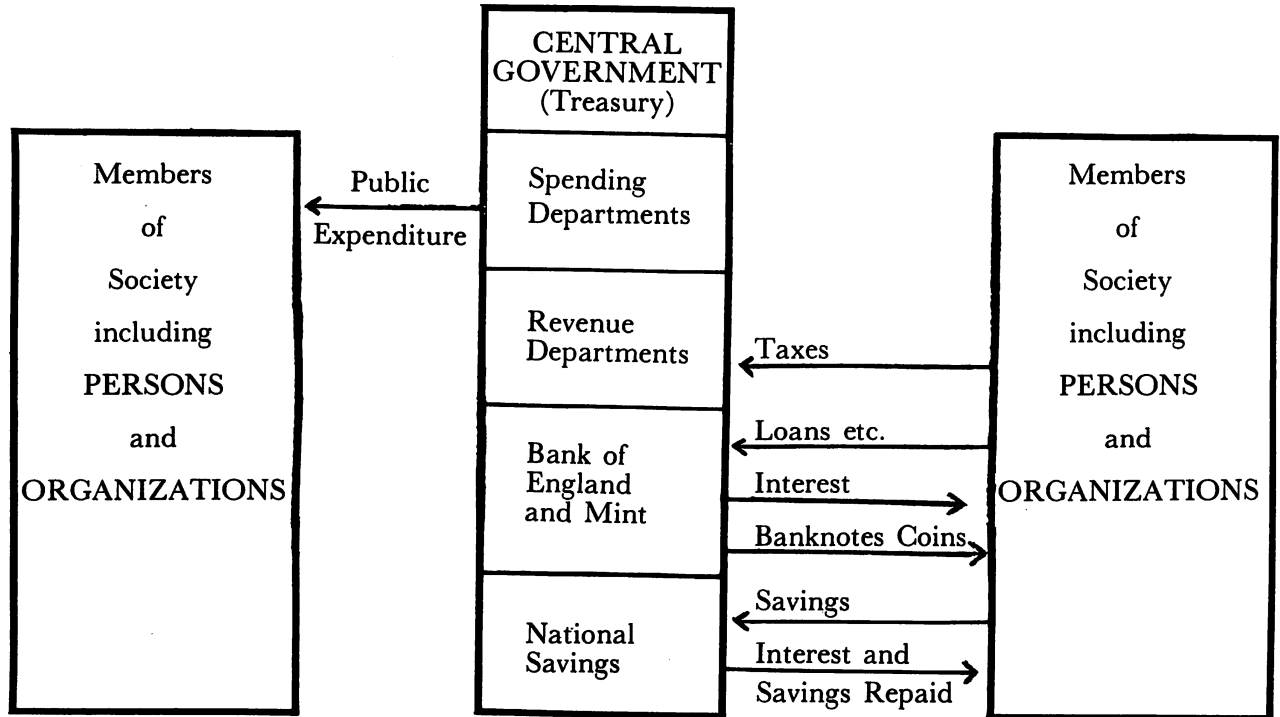 CENTRAL
GOVERNMENT
(Treasury)
Members
of
Society
including
PERSONS
and
ORGANIZATIONS
Public
Expenditure
Spending
Departments
Revenue
Departments
Bank of
England
and Mint
National
Savings
Taxes
Loans etc.
Interest
Banknotes Coins
Savings
Interest and
Savings Repaid
Members
of
Society
including
PERSONS
and
ORGANIZATIONS